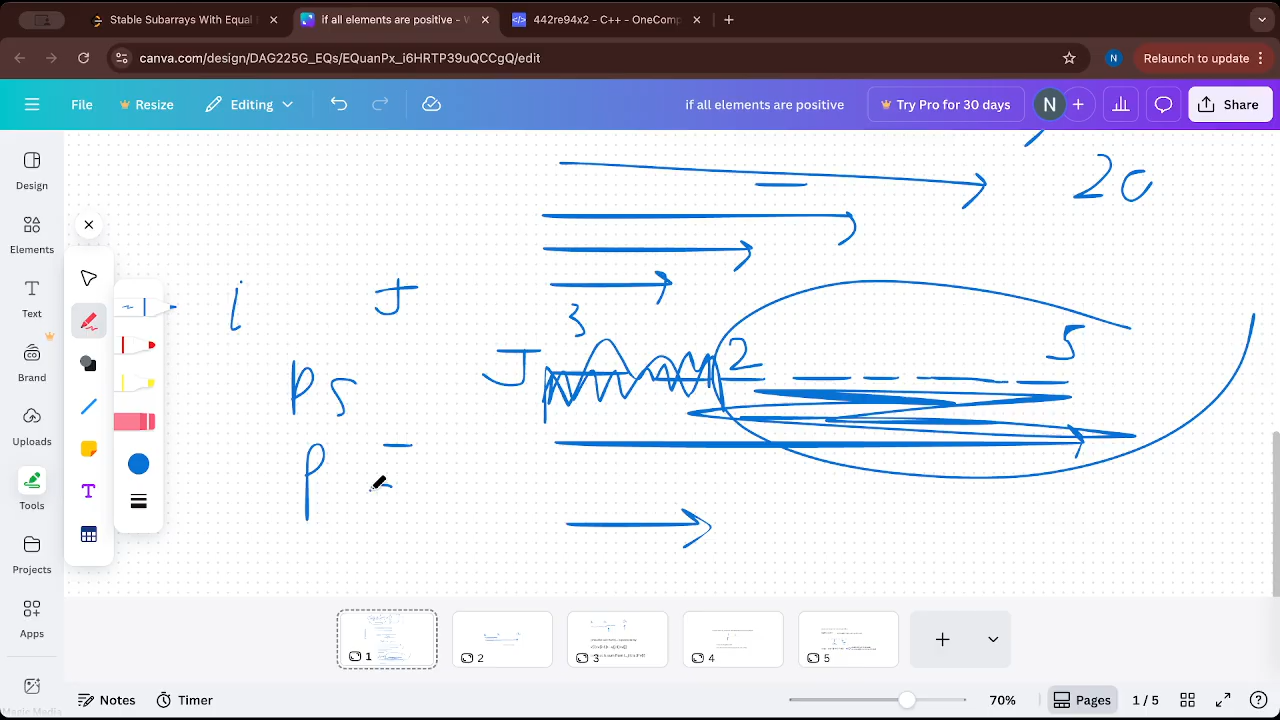 Stable Subarrays With Equal
if all elements are positive - W
442re94x2 - C++ - OneComp
canva.com/design/DAG225G_EQs/EQuanPx_i6HRTP39uQCCgQ/edit
N
Relaunch to update
File
Resize
Editing
if all elements are positive
Try Pro for 30 days
N
Share
Design
Elements
Text
Brand
Uploads
Tools
Projects
Apps
Magic Media
20
i J
3
J 2 5
PS
P
1
2
3
4
5
Notes
Timer
70%
Pages
1 / 5